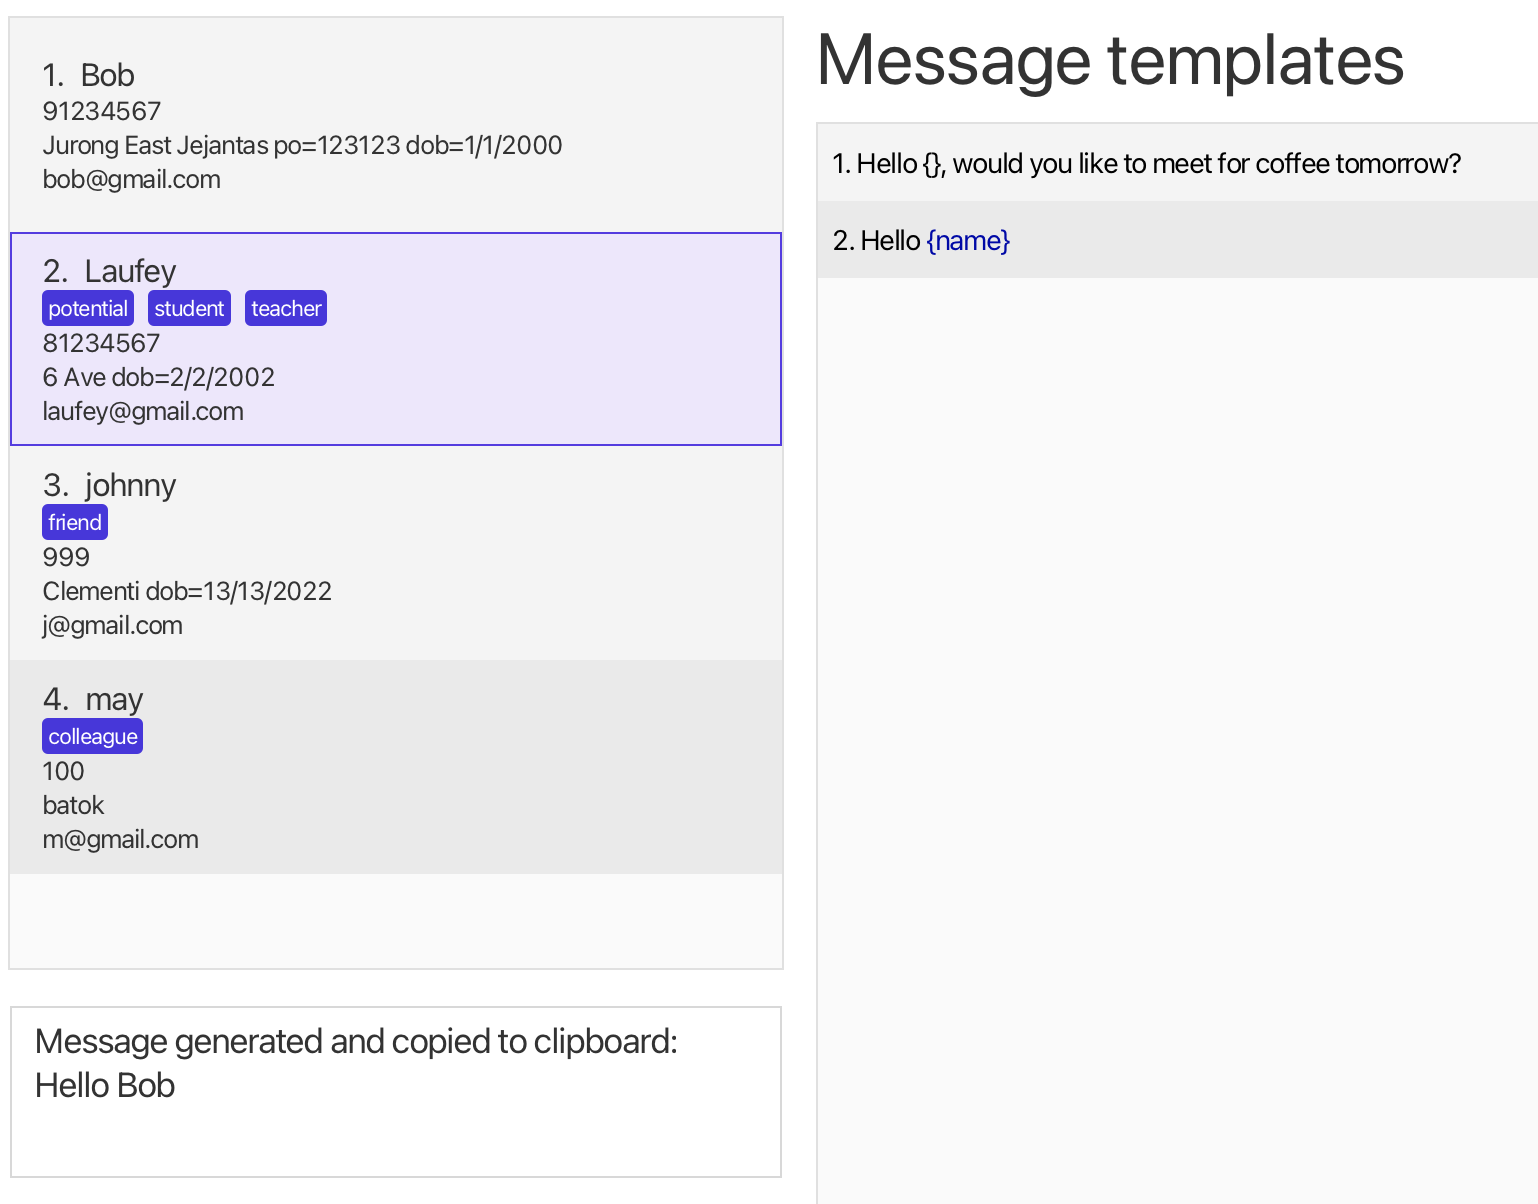 1. Bob
91234567
Jurong East Jejantas po=123123 dob=1/1/2000
bob@gmail.com
2. Laufey
potential student teacher
81234567
6 Ave dob=2/2/2002
laufey@gmail.com
3. johnny
friend
999
Clementi dob=13/13/2022
j@gmail.com
4. may
colleague
100
batok
m@gmail.com
Message generated and copied to clipboard:
Hello Bob
Message templates
1. Hello {}, would you like to meet for coffee tomorrow?
2. Hello {name}